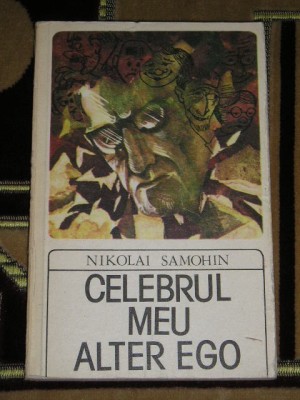 NIKOLAI SAMOHIN
CELEBRUL
MEU
ALTER EGO